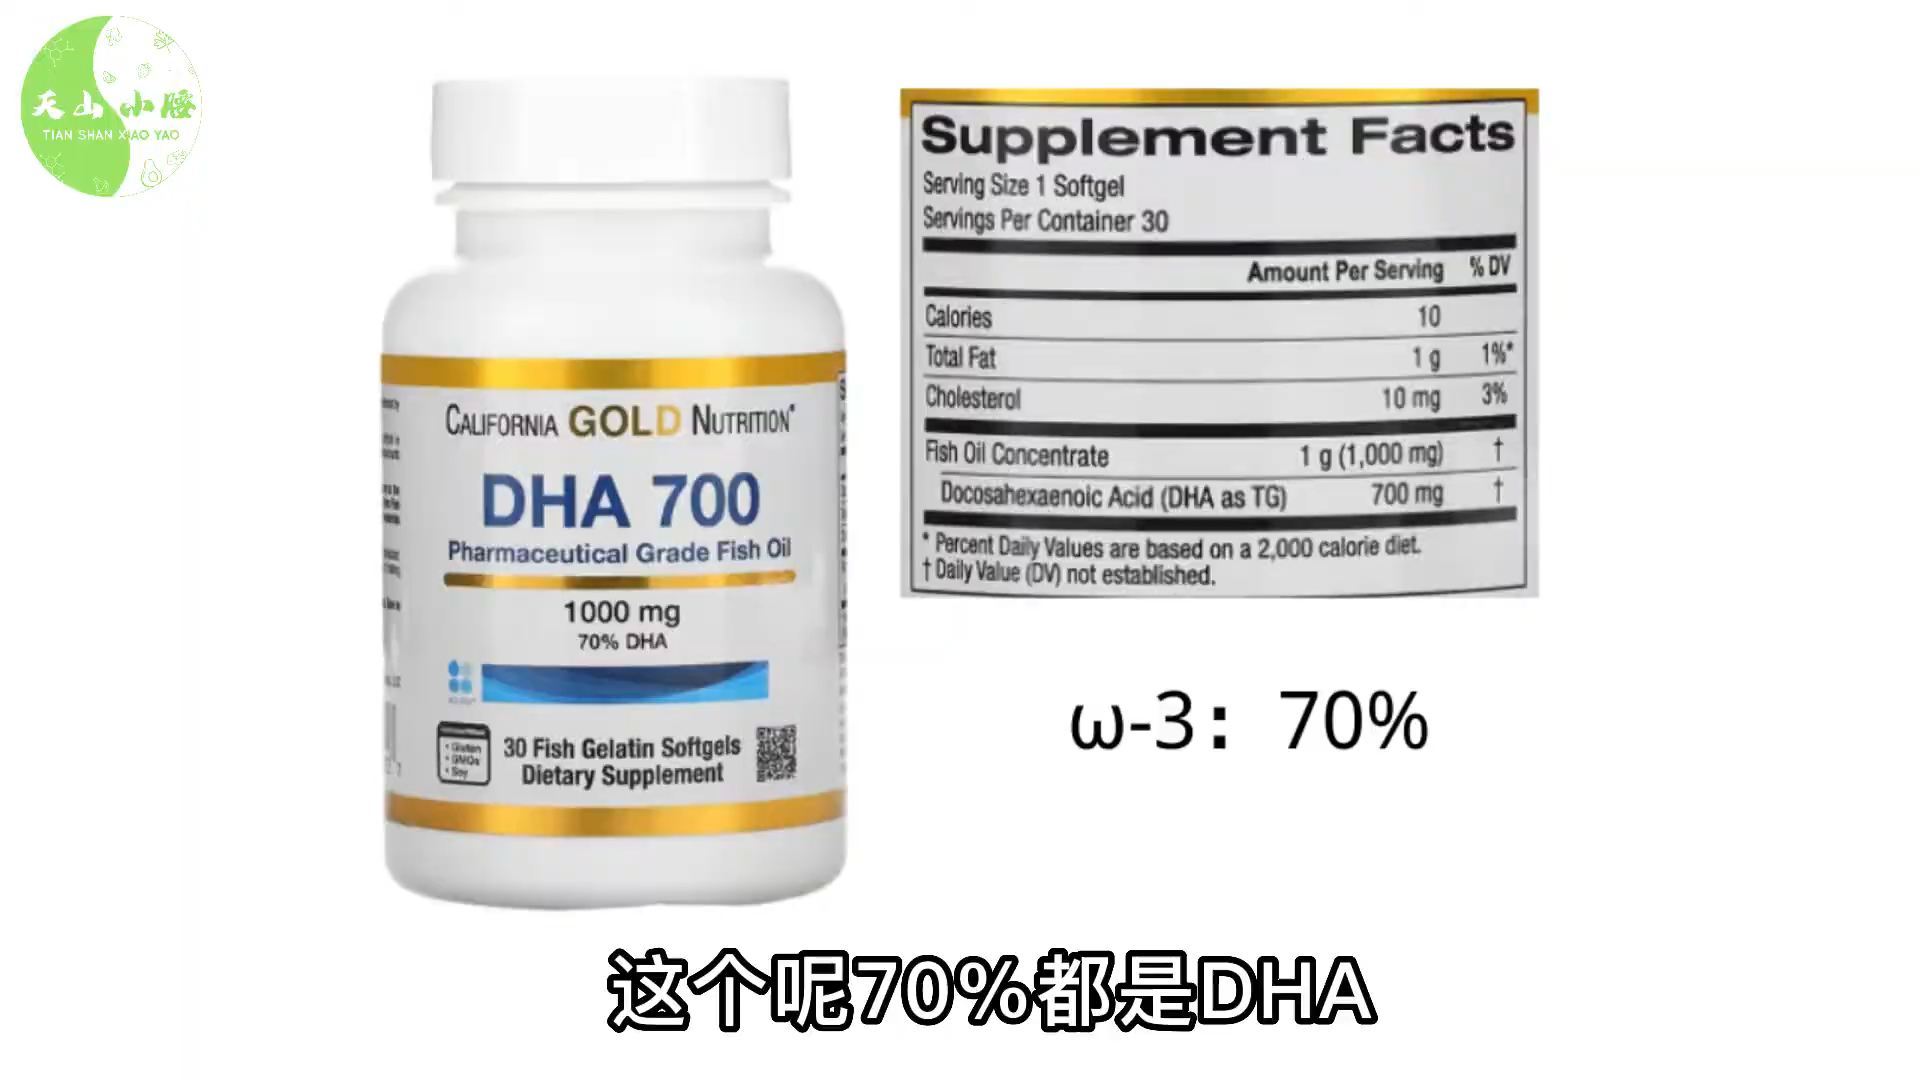 天山小腰
TIAN SHAN XIAO YAO
CALIFORNIA GOLD NUTRITION®
DHA 700
Pharmaceutical Grade Fish Oil
1000 mg
70% DHA
• Gluten
• GMOs
• Soy
30 Fish Gelatin Softgels
Dietary Supplement
Supplement Facts
Serving Size 1 Softgel
Servings Per Container 30
Amount Per Serving % DV
Calories 10
Total Fat 1 g 1%*
Cholesterol 10 mg 3%
Fish Oil Concentrate 1 g (1,000 mg) †
Docosahexaenoic Acid (DHA as TG) 700 mg †
* Percent Daily Values are based on a 2,000 calorie diet.
† Daily Value (DV) not established.
ω-3：70%
这个呢70%都是DHA